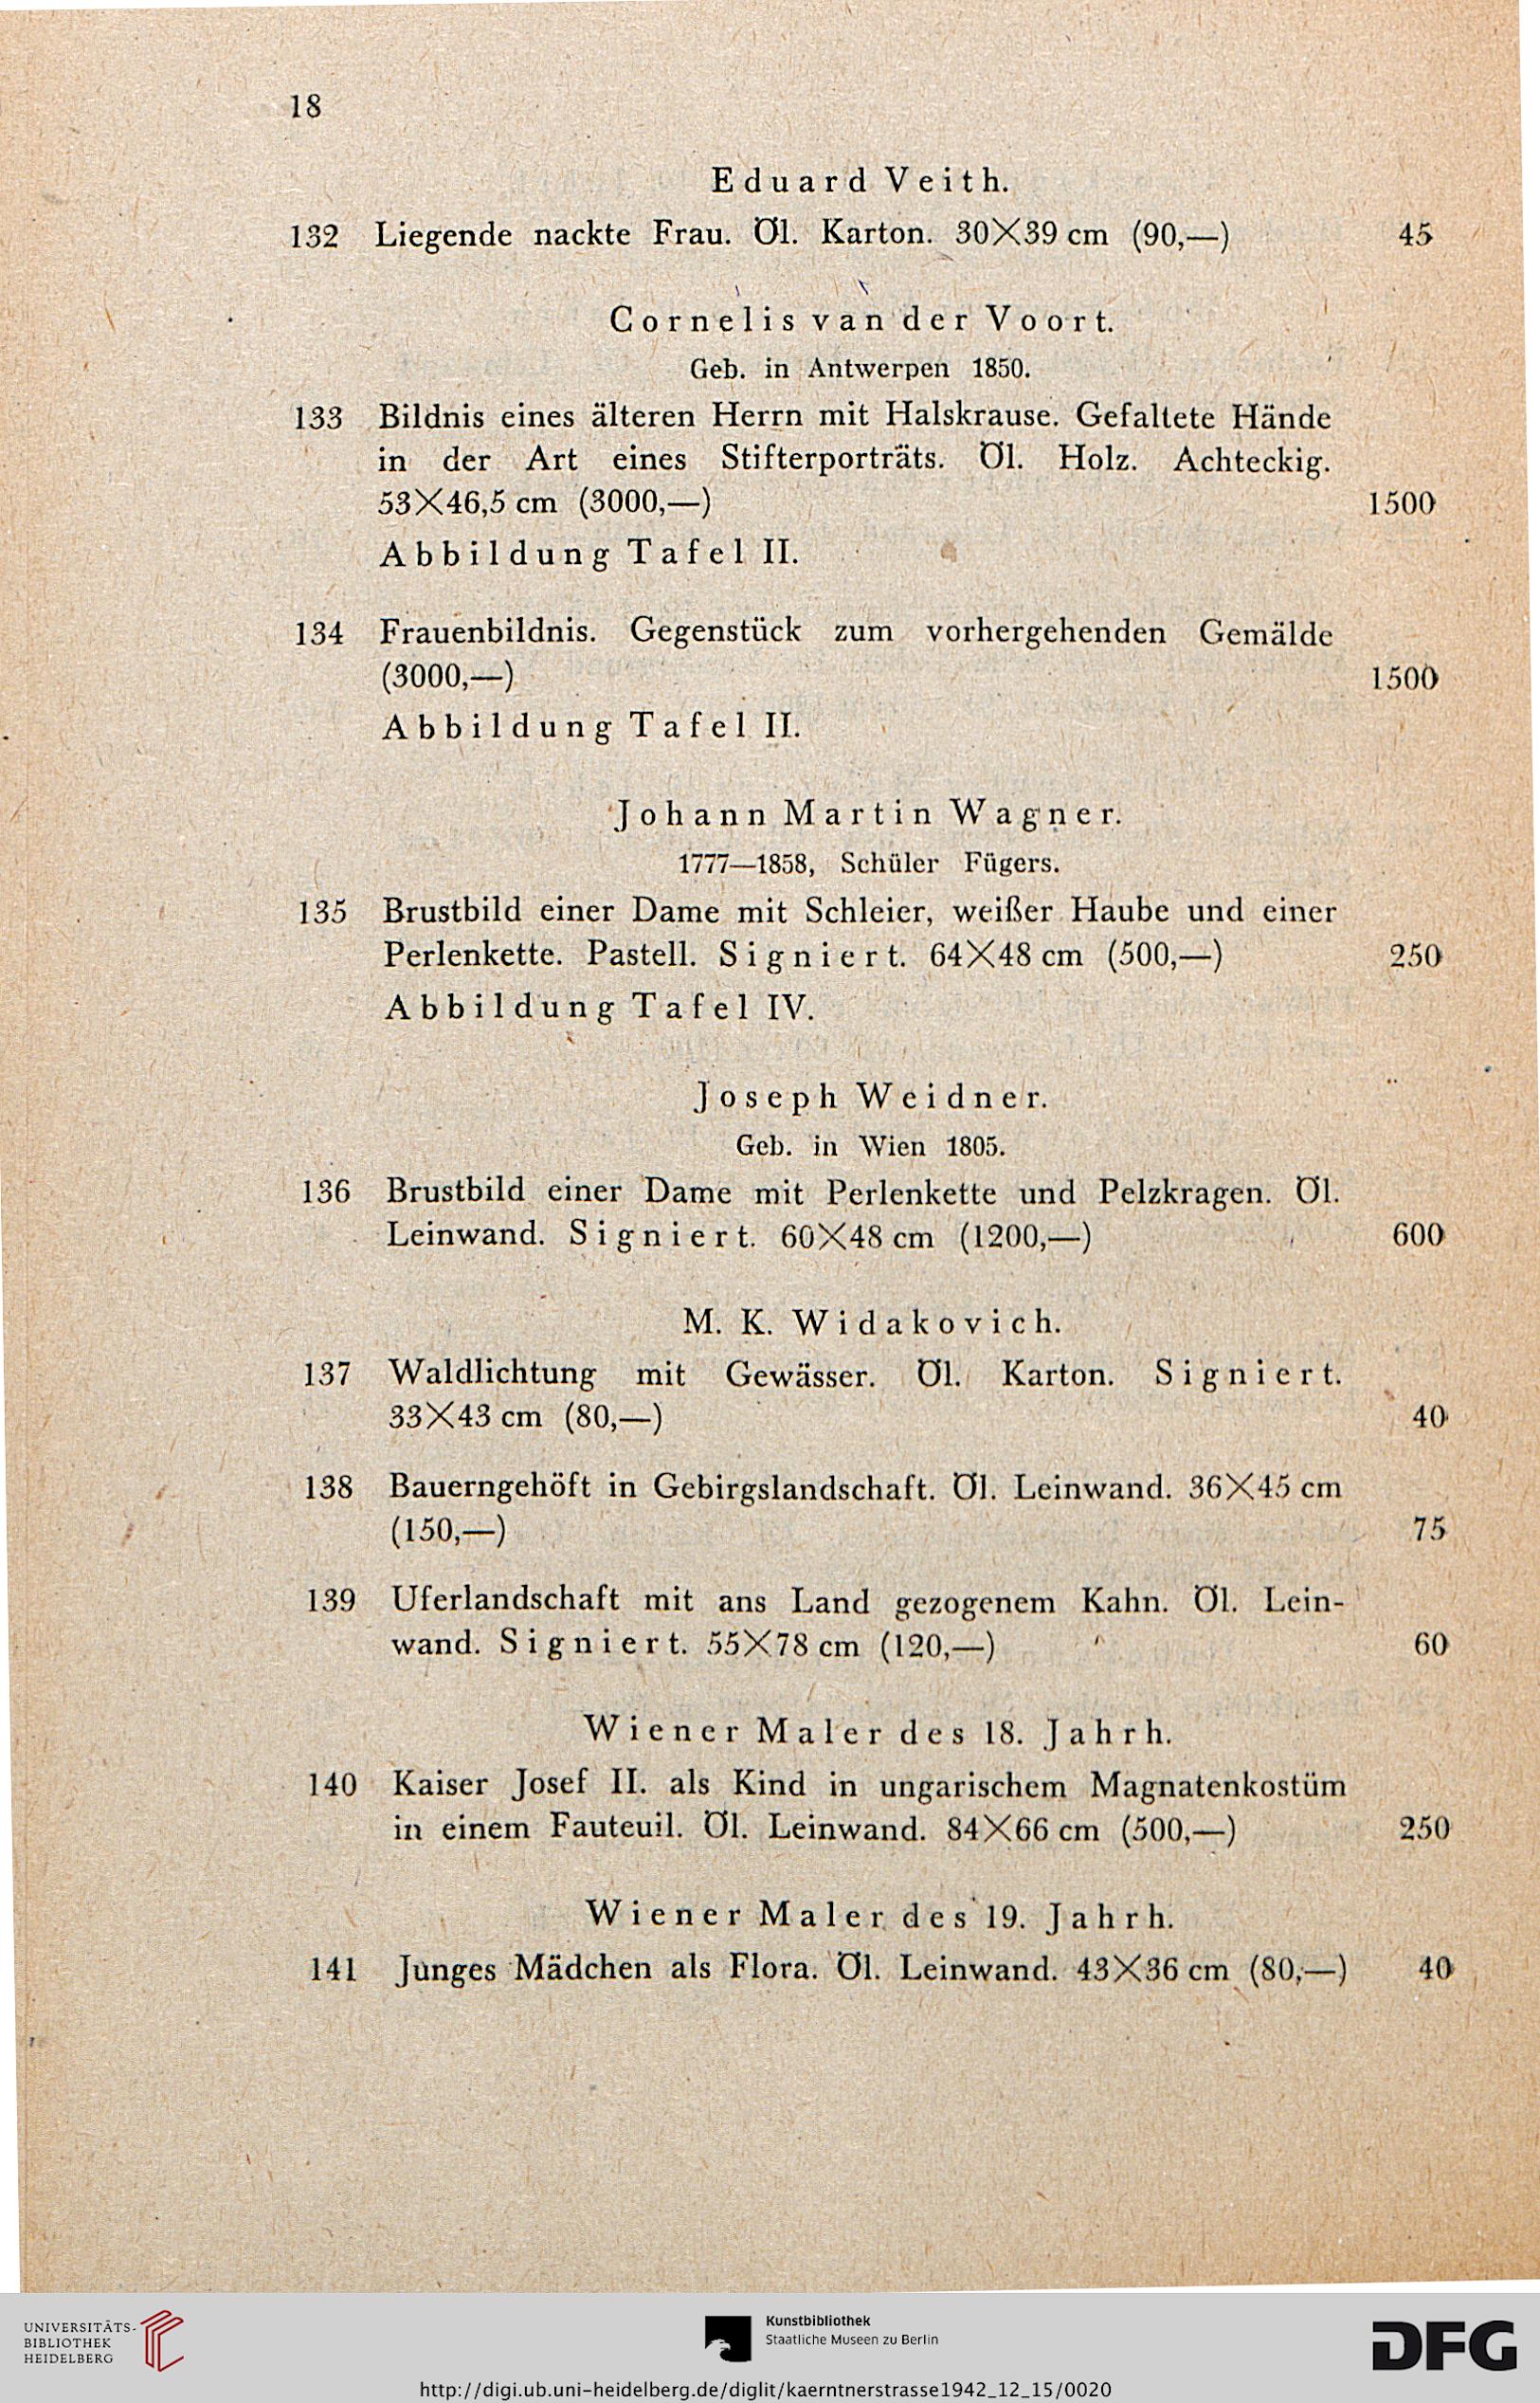 18
Eduard Veith.
132 Liegende nackte Frau. Öl. Karton. 30×39 cm (90,—) 45
Cornelis van der Voort.
Geb. in Antwerpen 1850.
133 Bildnis eines älteren Herrn mit Halskrause. Gefaltete Hände
in der Art eines Stifterporträts. Öl. Holz. Achteckig.
53×46,5 cm (3000,—) 1500
Abbildung Tafel II.
134 Frauenbildnis. Gegenstück zum vorhergehenden Gemälde
(3000,—) 1500
Abbildung Tafel II.
Johann Martin Wagner.
1777—1858, Schüler Fügers.
135 Brustbild einer Dame mit Schleier, weißer Haube und einer
Perlenkette. Pastell. Signiert. 64×48 cm (500,—) 250
Abbildung Tafel IV.
Joseph Weidner.
Geb. in Wien 1805.
136 Brustbild einer Dame mit Perlenkette und Pelzkragen. Öl.
Leinwand. Signiert. 60×48 cm (1200,—) 600
M. K. Widakovich.
137 Waldlichtung mit Gewässer. Öl. Karton. Signiert.
33×43 cm (80,—) 40
138 Bauerngehöft in Gebirgslandschaft. Öl. Leinwand. 36×45 cm
(150,—) 75
139 Uferlandschaft mit ans Land gezogenem Kahn. Öl. Lein-
wand. Signiert. 55×78 cm (120,—) 60
Wiener Maler des 18. Jahrh.
140 Kaiser Josef II. als Kind in ungarischem Magnatenkostüm
in einem Fauteuil. Öl. Leinwand. 84×66 cm (500,—) 250
Wiener Maler des 19. Jahrh.
141 Junges Mädchen als Flora. Öl. Leinwand. 43×36 cm (80,—) 40
UNIVERSITÄTS-
BIBLIOTHEK
HEIDELBERG
Kunstbibliothek
Staatliche Museen zu Berlin
DFG
http://digi.ub.uni-heidelberg.de/diglit/kaerntnerstrasse1942_12_15/0020